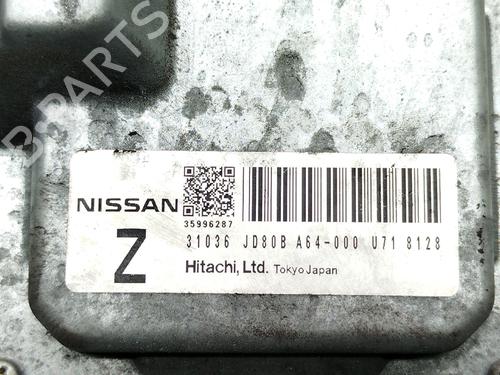 B-PARTS
NISSAN
35996287
Z
31036 JD80B A64-000 U71 8128
Hitachi, Ltd. Tokyo Japan